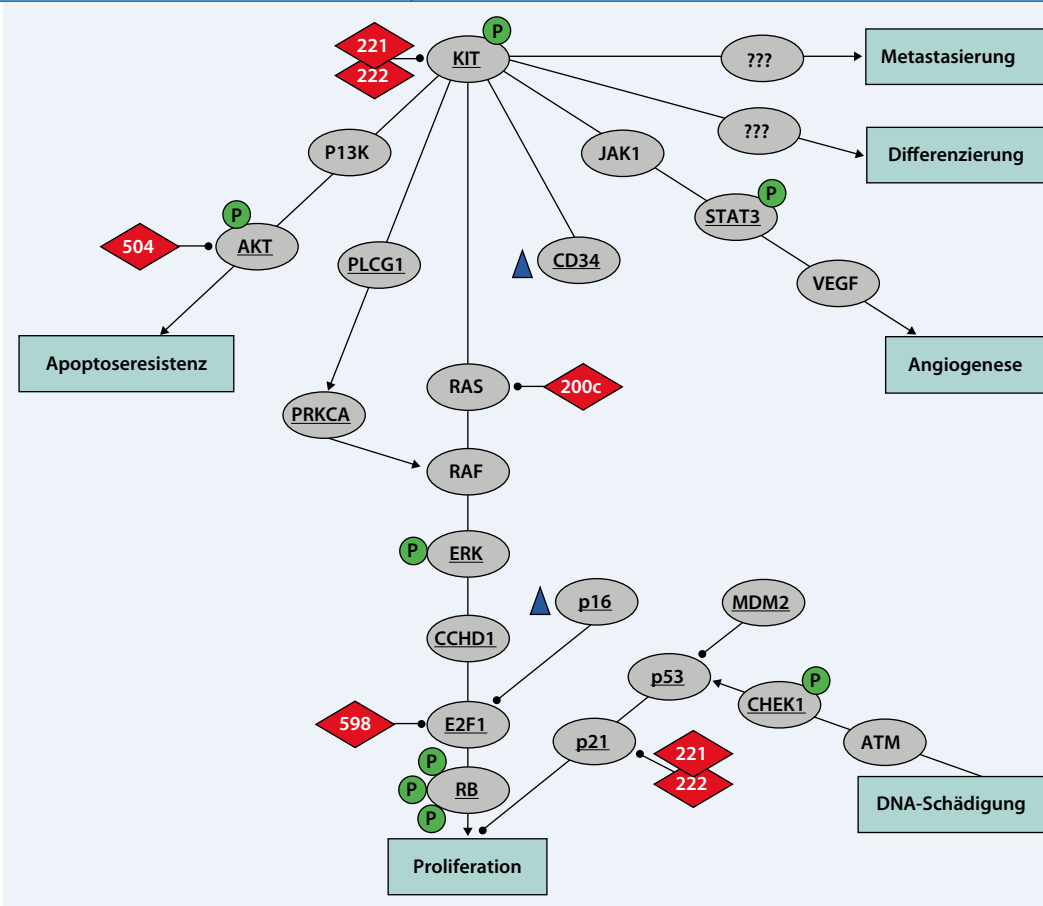 P
221
222
KIT
???
Metastasierung
P13K
JAK1
???
Differenzierung
P
504
AKT
PLCG1
CD34
P
STAT3
VEGF
Apoptoseresistenz
Angiogenese
RAS
200c
PRKCA
RAF
P
ERK
p16
MDM2
CCHD1
p53
P
CHEK1
598
E2F1
p21
221
222
ATM
P
P
P
RB
DNA-Schädigung
Proliferation